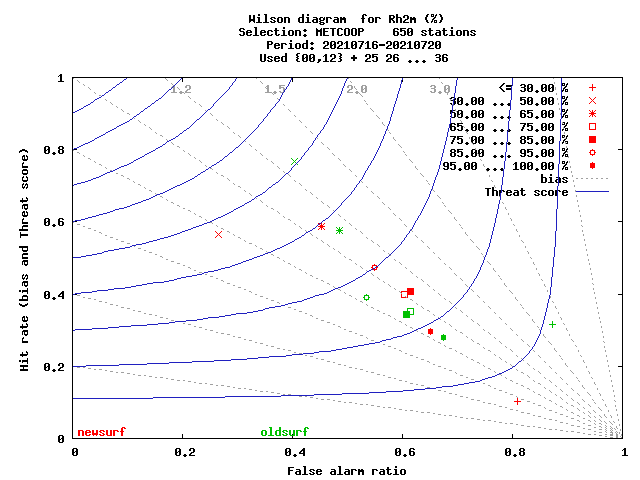 Wilson diagram  for Rh2m (%)
Selection: METCOOP    650 stations
Period: 20210716-20210720
Used {00,12} + 25 26 ... 36
1
0.8
0.6
0.4
0.2
0
Hit rate (bias and Threat score)
1.2
1.5
2.0
3.0
<= 30.00 %
30.00 ... 50.00 %
50.00 ... 65.00 %
65.00 ... 75.00 %
75.00 ... 85.00 %
85.00 ... 95.00 %
95.00 ... 100.00 %
bias
Threat score
newsurf
oldsurf
0
0.2
0.4
0.6
0.8
1
False alarm ratio